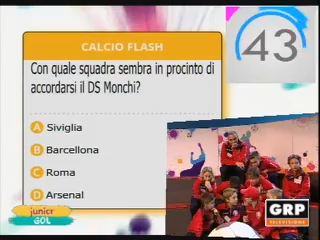 CALCIO FLASH
43
Con quale squadra sembra in procinto di
accordarsi il DS Monchi?
A Siviglia
B Barcellona
C Roma
D Arsenal
junior
GOL
GRP
TELEVISIONE